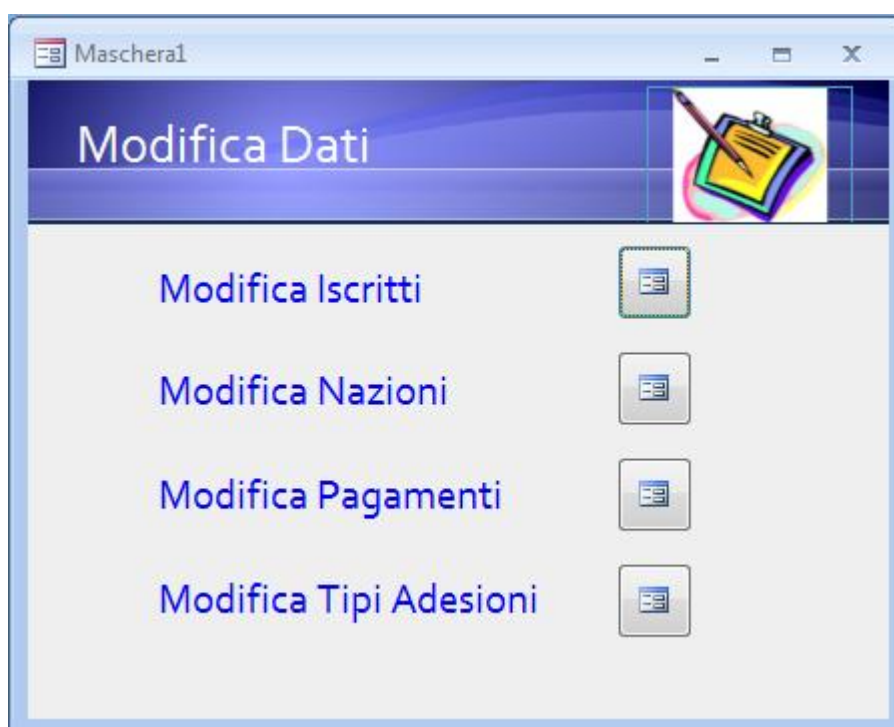 Maschera1
Modifica Dati
Modifica Iscritti
Modifica Nazioni
Modifica Pagamenti
Modifica Tipi Adesioni